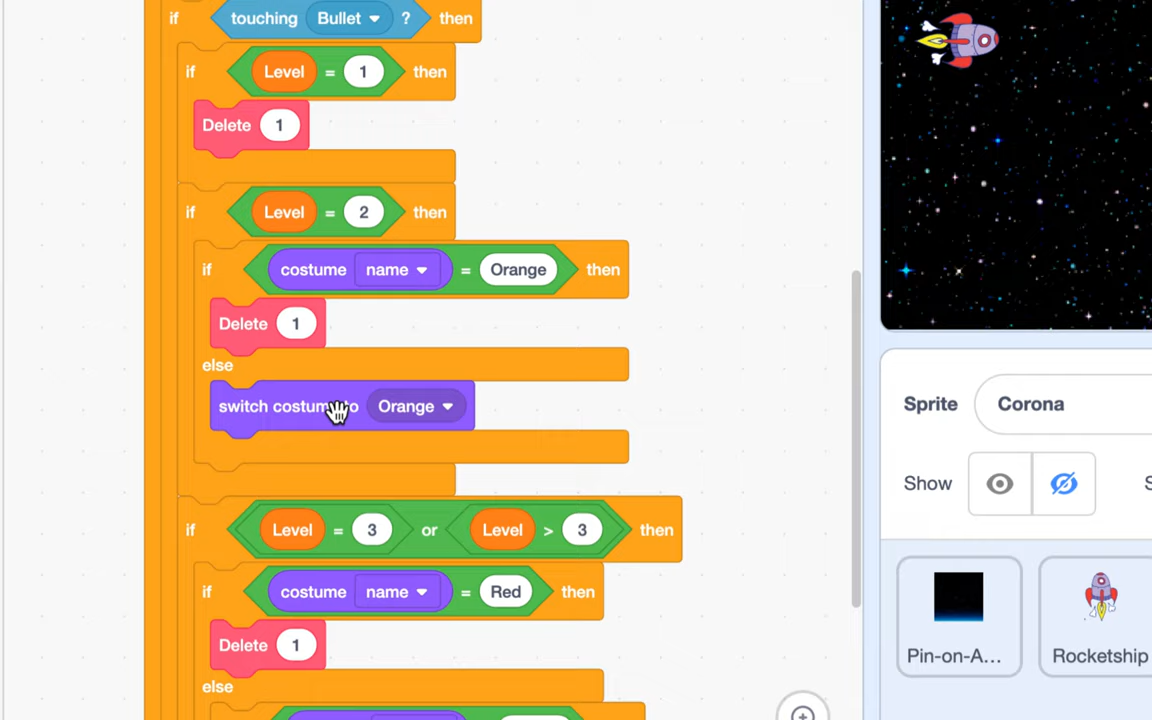 if touching Bullet ? then
if Level = 1 then
Delete 1
if Level = 2 then
if costume name = Orange then
Delete 1
else
switch costume to Orange
if Level = 3 or Level > 3 then
if costume name = Red then
Delete 1
else
Sprite Corona
Show
Pin-on-A... Rocketship